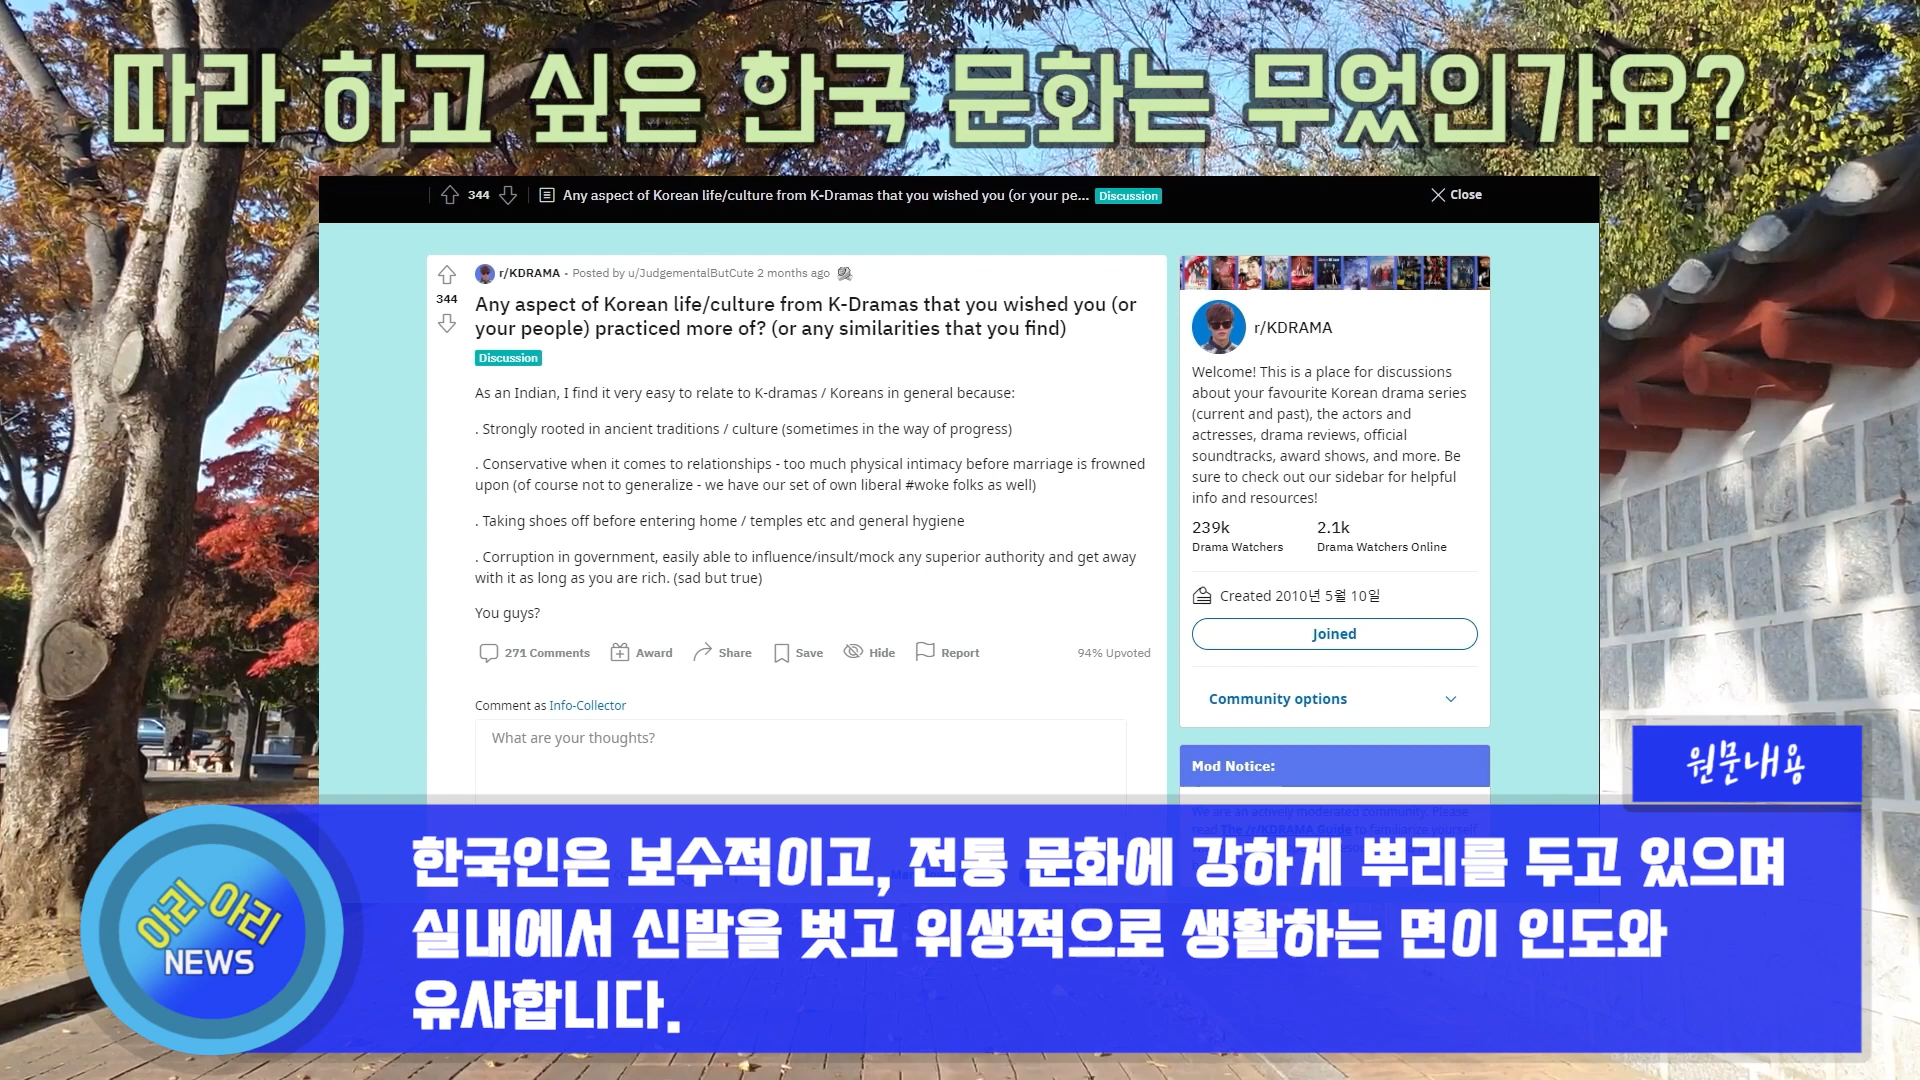 따라 하고 싶은 한국 문화는 무었인가요?
344
Any aspect of Korean life/culture from K-Dramas that you wished you (or your pe...
Discussion
Close
344
r/KDRAMA - Posted by u/JudgementalButCute 2 months ago
Any aspect of Korean life/culture from K-Dramas that you wished you (or
your people) practiced more of? (or any similarities that you find)
Discussion
As an Indian, I find it very easy to relate to K-dramas / Koreans in general because:
. Strongly rooted in ancient traditions / culture (sometimes in the way of progress)
. Conservative when it comes to relationships - too much physical intimacy before marriage is frowned
upon (of course not to generalize - we have our set of own liberal #woke folks as well)
. Taking shoes off before entering home / temples etc and general hygiene
. Corruption in government, easily able to influence/insult/mock any superior authority and get away
with it as long as you are rich. (sad but true)
You guys?
271 Comments
Award
Share
Save
Hide
Report
94% Upvoted
Comment as Info-Collector
What are your thoughts?
r/KDRAMA
Welcome! This is a place for discussions
about your favourite Korean drama series
(current and past), the actors and
actresses, drama reviews, official
soundtracks, award shows, and more. Be
sure to check out our sidebar for helpful
info and resources!
239k
2.1k
Drama Watchers
Drama Watchers Online
Created 2010년 5월 10일
Joined
Community options
Mod Notice:
We are an actively moderated community. Please
read The /r/KDRAMA Guide to familiarize yourself
원문내용
아리 아리
NEWS
한국인은 보수적이고, 전통 문화에 강하게 뿌리를 두고 있으며
실내에서 신발을 벗고 위생적으로 생활하는 면이 인도와
유사합니다.